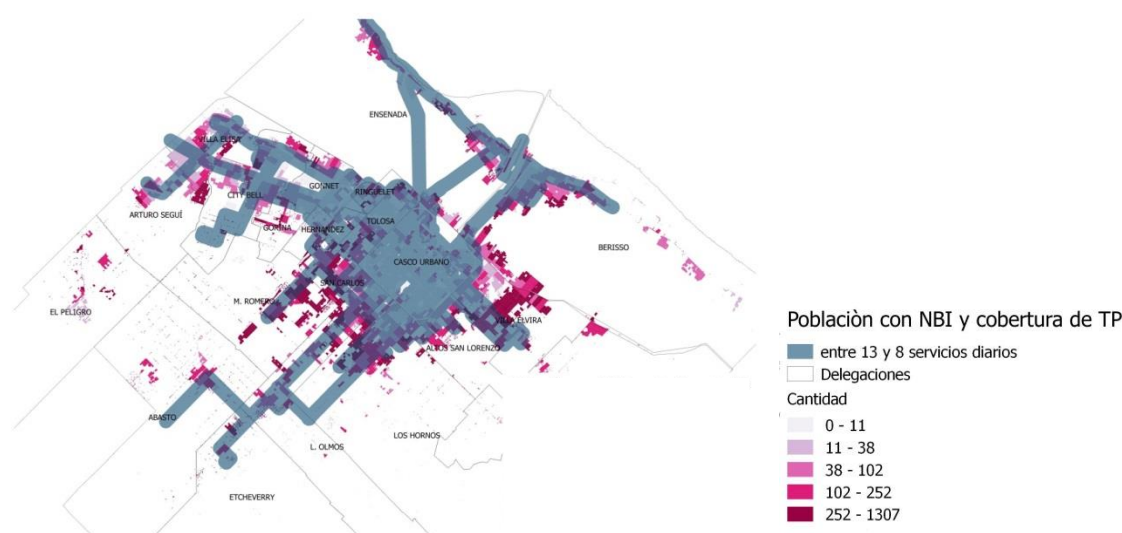 ENSENADA
VILLA ELISA
CITY BELL
GONNET
RINGUELET
ARTURO SEGUÍ
TOLOSA
GORINA
HERNANDEZ
BERISSO
CASCO URBANO
SAN CARLOS
M. ROMERO
EL PELIGRO
VILLA ELVIRA
ALTOS SAN LORENZO
ABASTO
LOS HORNOS
L. OLMOS
ETCHEVERRY
Poblaciòn con NBI y cobertura de TP
entre 13 y 8 servicios diarios
Delegaciones
Cantidad
0 - 11
11 - 38
38 - 102
102 - 252
252 - 1307